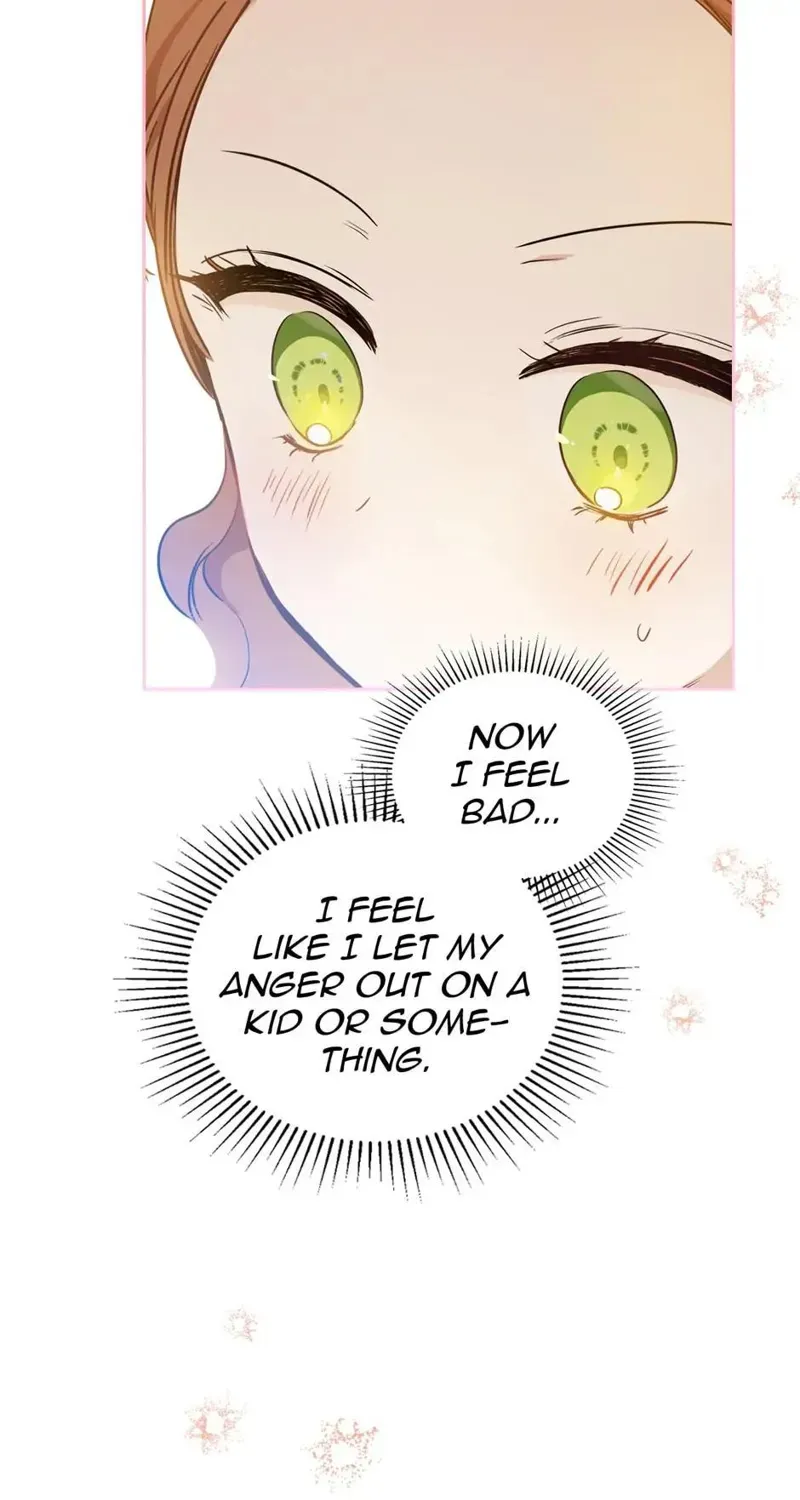 NOW
I FEEL
BAD...
I FEEL
LIKE I LET MY
ANGER OUT ON A
KID OR SOME-
THING.